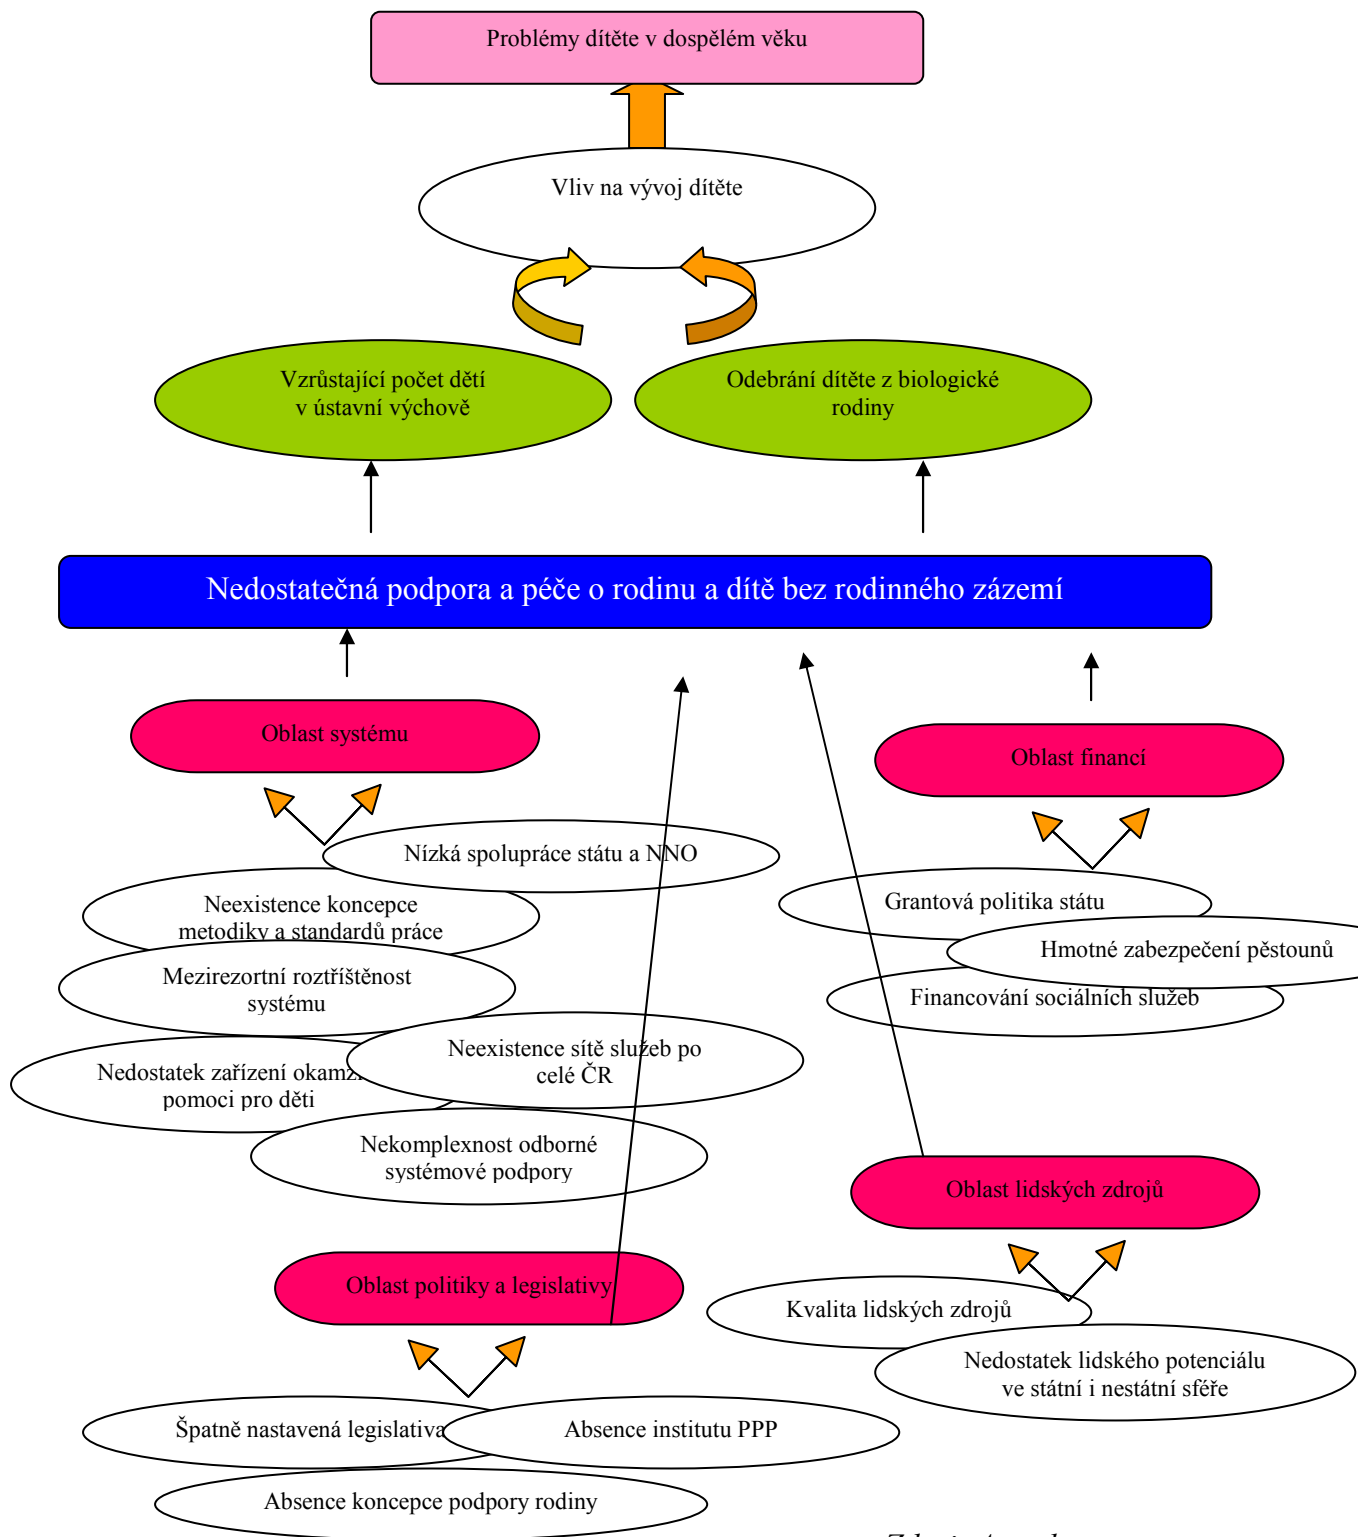 Problémy dítěte v dospělém věku
Vliv na vývoj dítěte
Vzrůstající počet dětí
v ústavní výchově
Odebrání dítěte z biologické
rodiny
Nedostatečná podpora a péče o rodinu a dítě bez rodinného zázemí
Oblast systému
Oblast financí
Nízká spolupráce státu a NNO
Neexistence koncepce
metodiky a standardů práce
Mezirezortní roztříštěnost
systému
Neexistence sítě služeb po
celé ČR
Nedostatek zařízení
pomoci pro děti
Nekomplexnost odborné
systémové podpory
Grantová politika státu
Hmotné zabezpečení pěstounů
Financování sociálních služeb
Oblast lidských zdrojů
Kvalita lidských zdrojů
Nedostatek lidského potenciálu
ve státní i nestátní sféře
Oblast politiky a legislativy
Špatně nastavená legislativa
Absence institutu PPP
Absence koncepce podpory rodiny